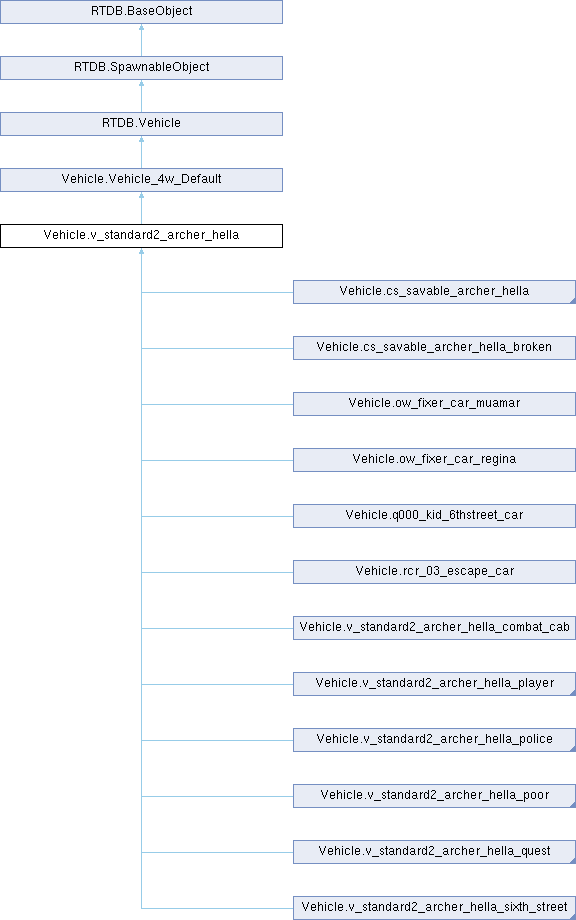 RTDB.BaseObject
RTDB.SpawnableObject
RTDB.Vehicle
Vehicle.Vehicle_4w_Default
Vehicle.v_standard2_archer_hella
Vehicle.cs_savable_archer_hella
Vehicle.cs_savable_archer_hella_broken
Vehicle.ow_fixer_car_muamar
Vehicle.ow_fixer_car_regina
Vehicle.q000_kid_6thstreet_car
Vehicle.rcr_03_escape_car
Vehicle.v_standard2_archer_hella_combat_cab
Vehicle.v_standard2_archer_hella_player
Vehicle.v_standard2_archer_hella_police
Vehicle.v_standard2_archer_hella_poor
Vehicle.v_standard2_archer_hella_quest
Vehicle.v_standard2_archer_hella_sixth_street